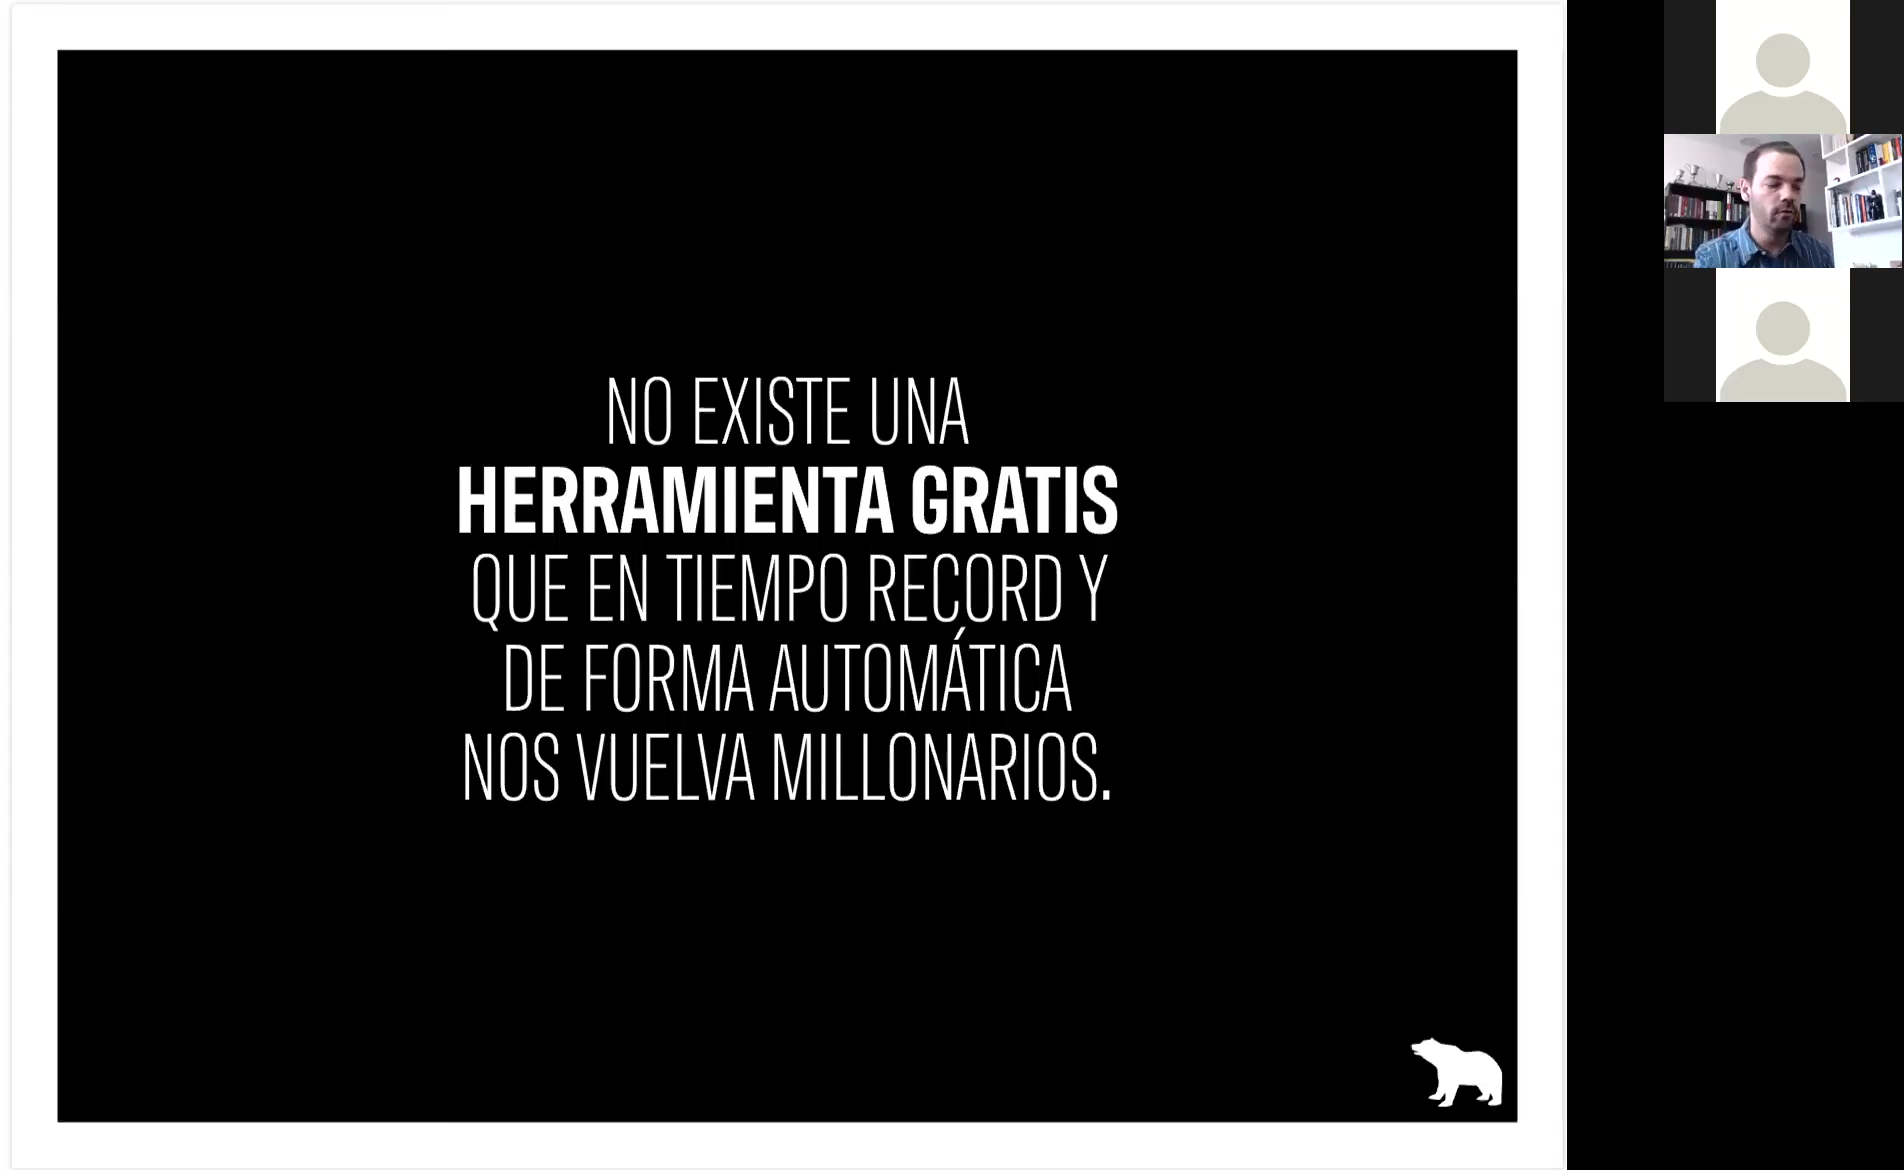 NO EXISTE UNA
HERRAMIENTA GRATIS
QUE EN TIEMPO RECORD Y
DE FORMA AUTOMÁTICA
NOS VUELVA MILLONARIOS.